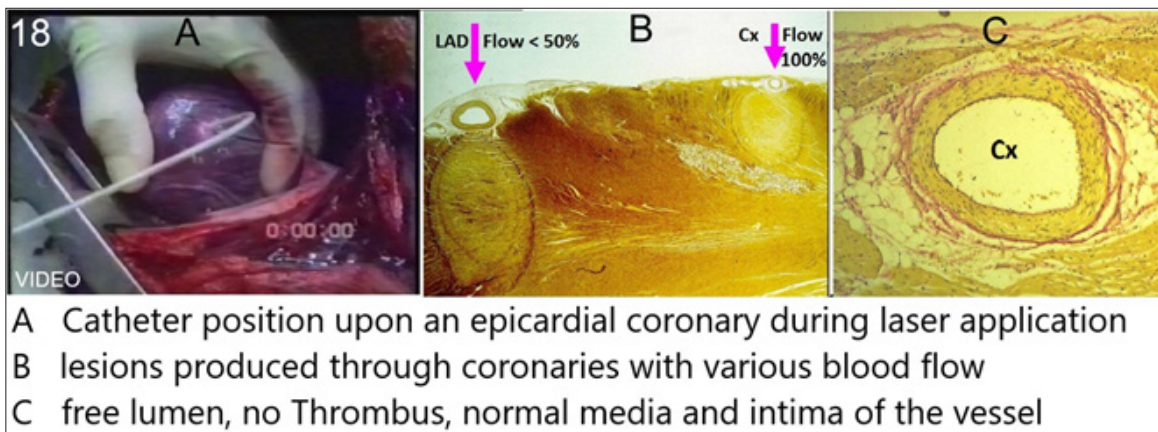 18
A
0:00:00
VIDEO
B
LAD Flow < 50%
Cx Flow
100%
C
Cx
A Catheter position upon an epicardial coronary during laser application
B lesions produced through coronaries with various blood flow
C free lumen, no Thrombus, normal media and intima of the vessel